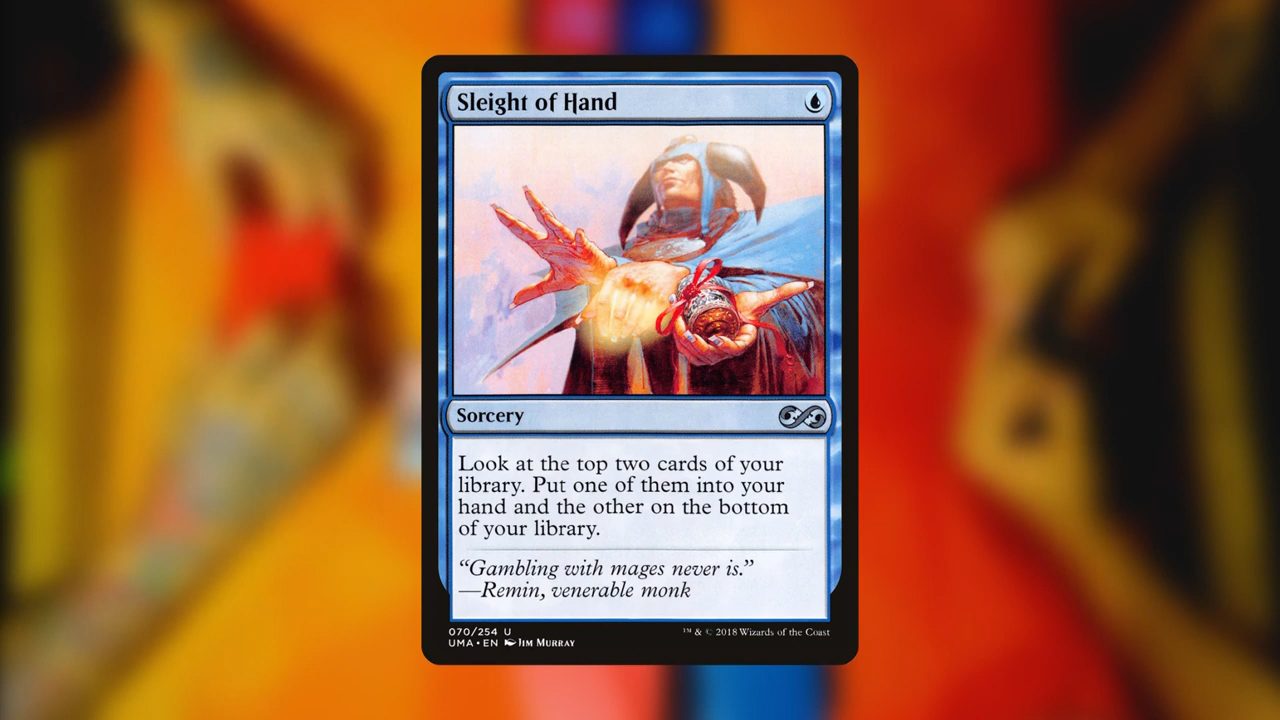 Sleight of Hand
Sorcery
Look at the top two cards of your
library. Put one of them into your
hand and the other on the bottom
of your library.
“Gambling with mages never is.”
—Remin, venerable monk
070/254 U
™ & © 2018 Wizards of the Coast
UMA • EN Jim Murray